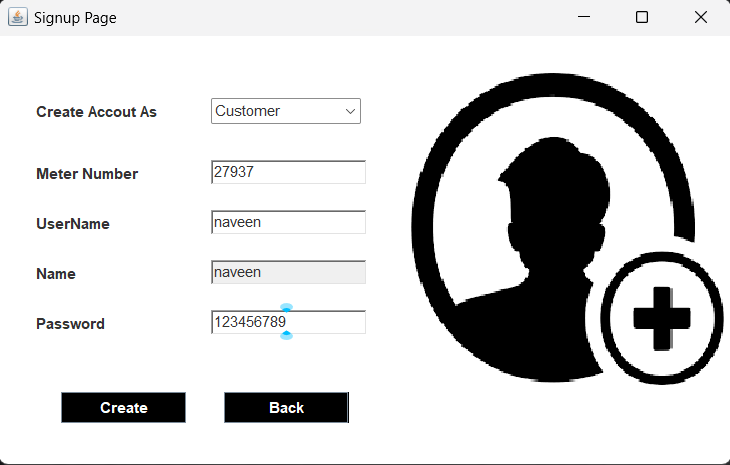 Signup Page
Create Accout As Customer
Meter Number 27937
UserName naveen
Name naveen
Password 123456789
Create Back